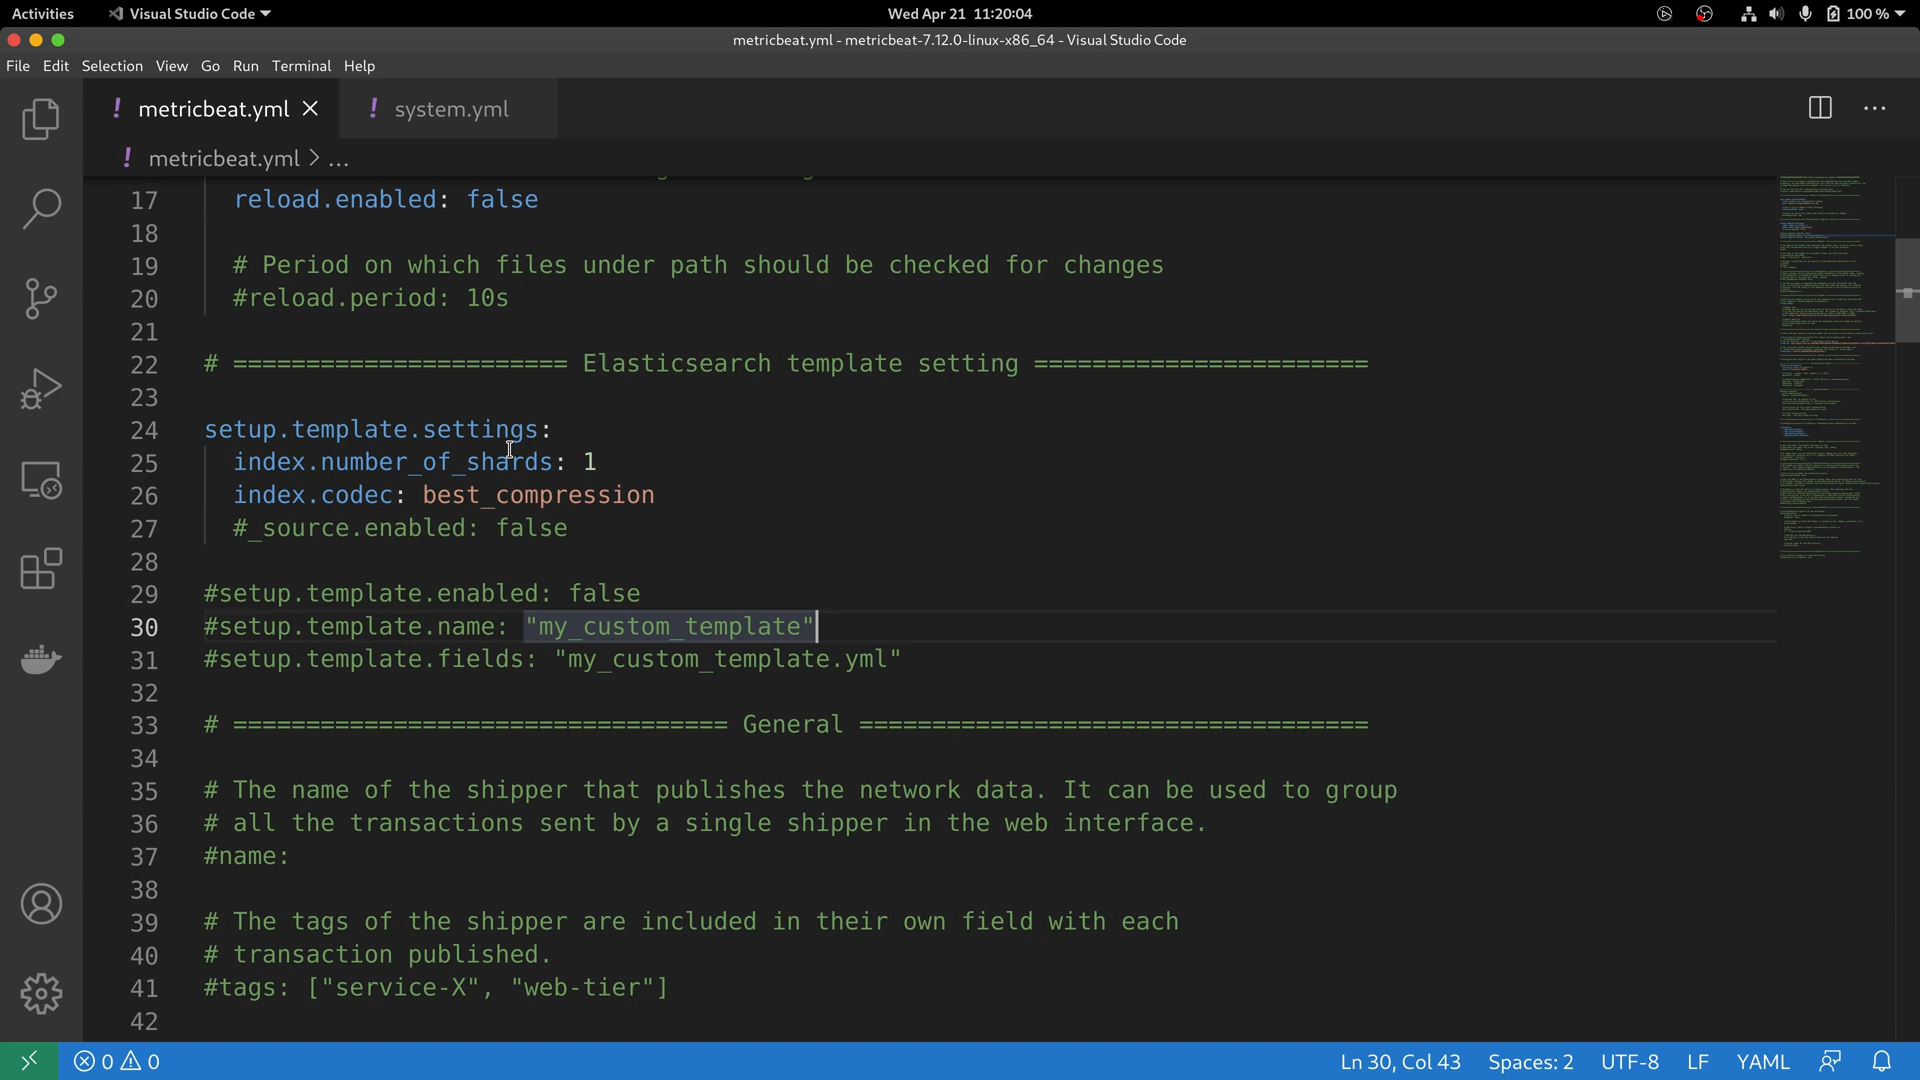 Activities
Visual Studio Code
Wed Apr 21 11:20:04
100 %
metricbeat.yml - metricbeat-7.12.0-linux-x86_64 - Visual Studio Code
File Edit Selection View Go Run Terminal Help
! metricbeat.yml
! system.yml
! metricbeat.yml > ...
17 reload.enabled: false
18
19 # Period on which files under path should be checked for changes
20 #reload.period: 10s
21
22 # ======================= Elasticsearch template setting =======================
23
24 setup.template.settings:
25 index.number_of_shards: 1
26 index.codec: best_compression
27 #_source.enabled: false
28
29 #setup.template.enabled: false
30 #setup.template.name: "my_custom_template"
31 #setup.template.fields: "my_custom_template.yml"
32
33 # ================================== General ===================================
34
35 # The name of the shipper that publishes the network data. It can be used to group
36 # all the transactions sent by a single shipper in the web interface.
37 #name:
38
39 # The tags of the shipper are included in their own field with each
40 # transaction published.
41 #tags: ["service-X", "web-tier"]
42
0 0
Ln 30, Col 43 Spaces: 2 UTF-8 LF YAML